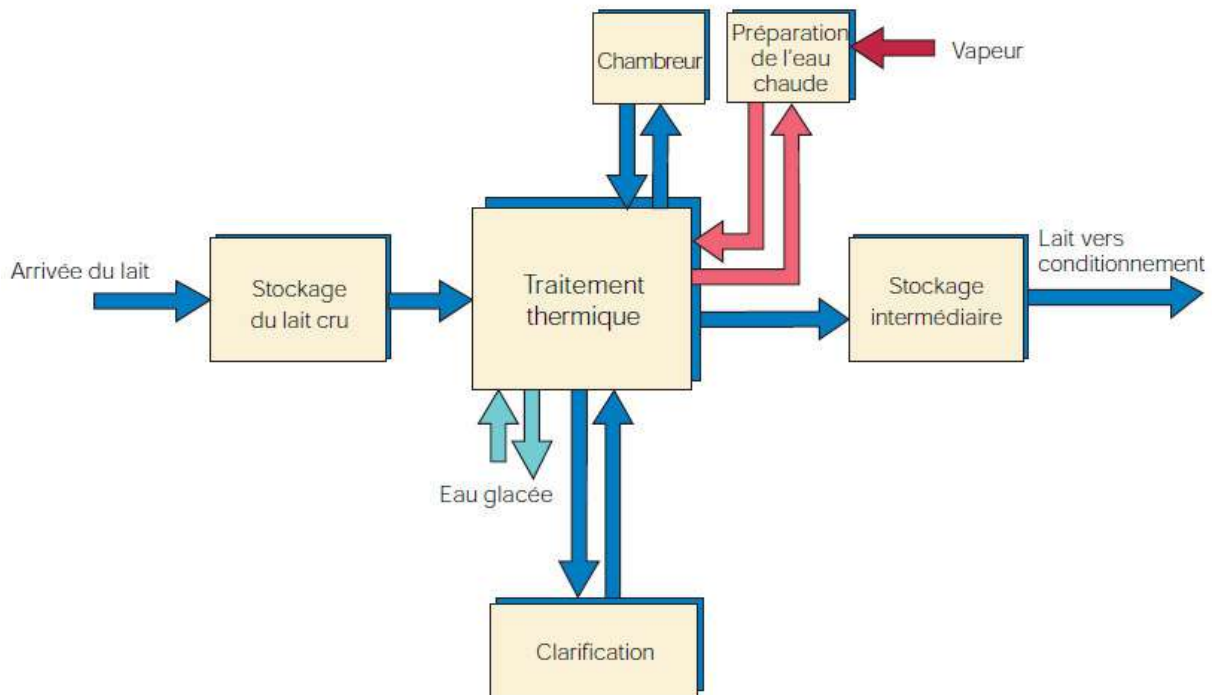 Chambreur
Préparation
de l'eau
chaude
Vapeur
Arrivée du lait
Stockage
du lait cru
Traitement
thermique
Stockage
intermédiaire
Lait vers
conditionnement
Eau glacée
Clarification